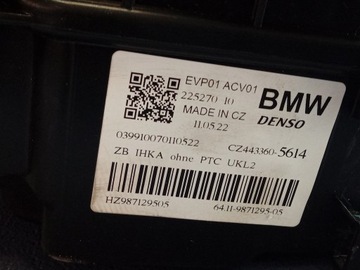 EVP01 ACV01
225270 10
MADE IN CZ
11.05.22
BMW
DENSO
039910070110522
CZ443360-5614
ZB IHKA ohne PTC UKL2
HZ987129505
64.11-9871295-05